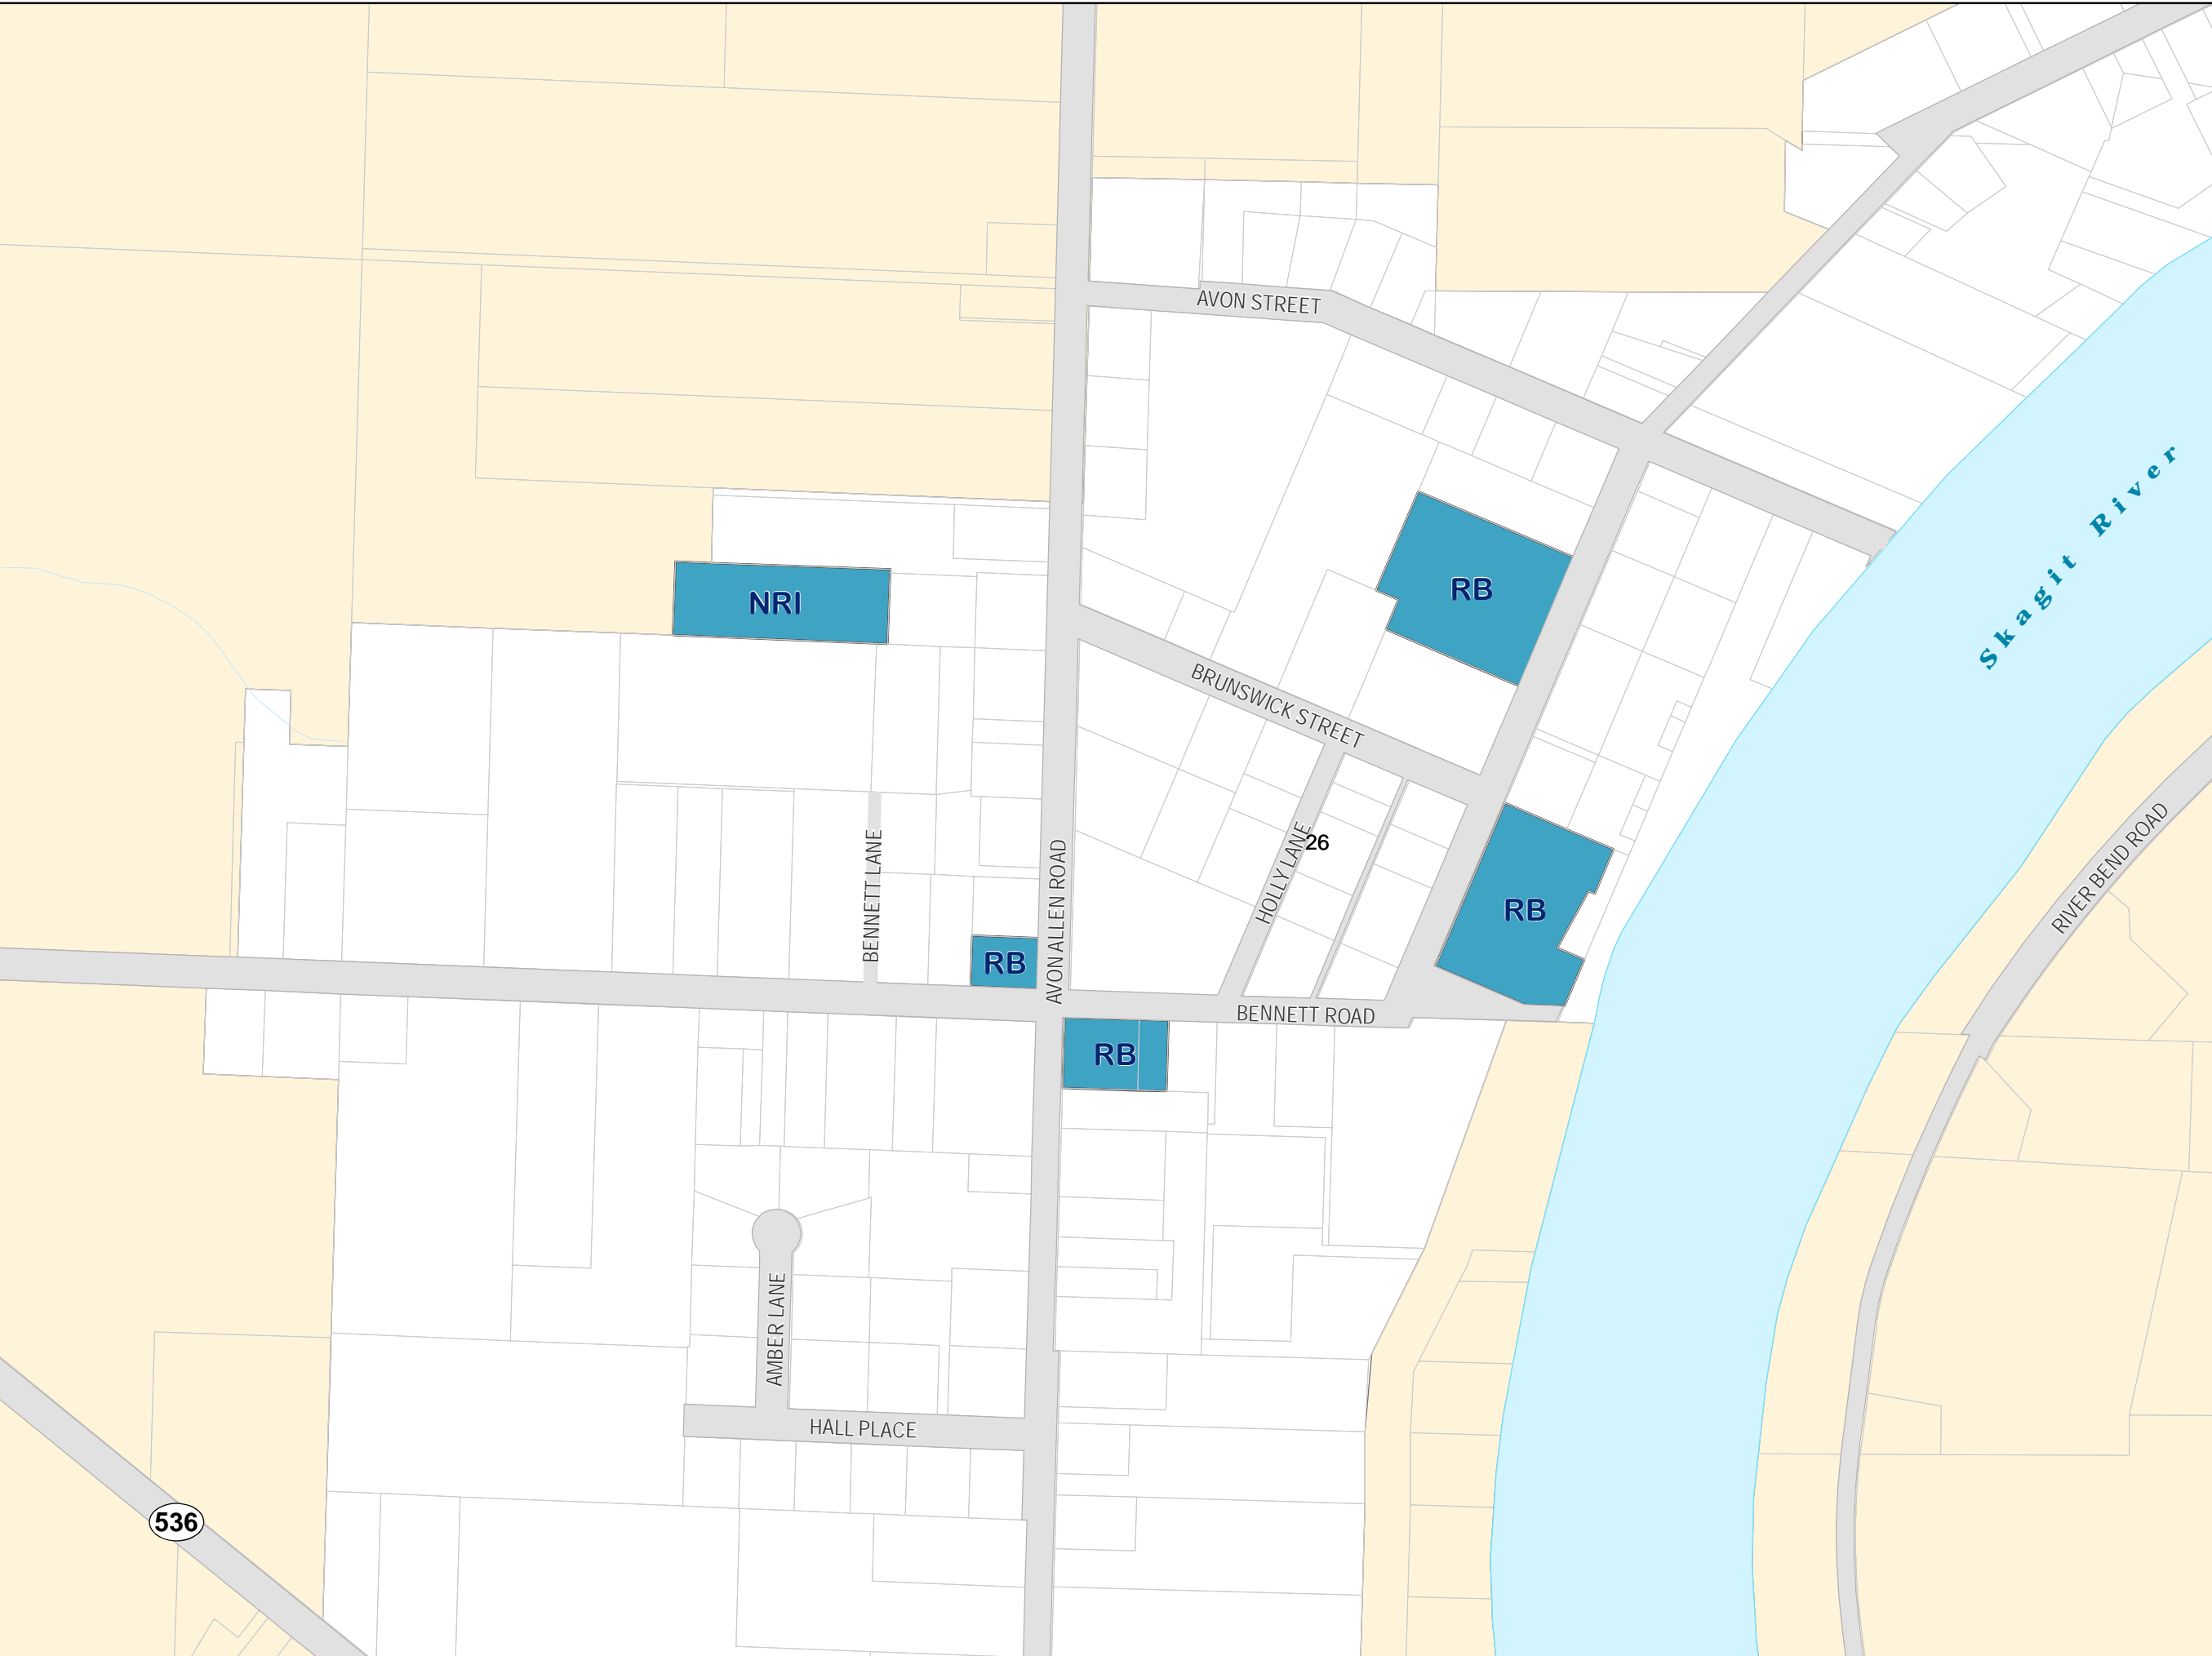 AVON STREET
Skagit River
NRI
RB
BRUNSWICK STREET
26
HOLLY LANE
BENNETT LANE
AVON ALLEN ROAD
RIVER BEND ROAD
RB
RB
BENNETT ROAD
RB
AMBER LANE
HALL PLACE
536